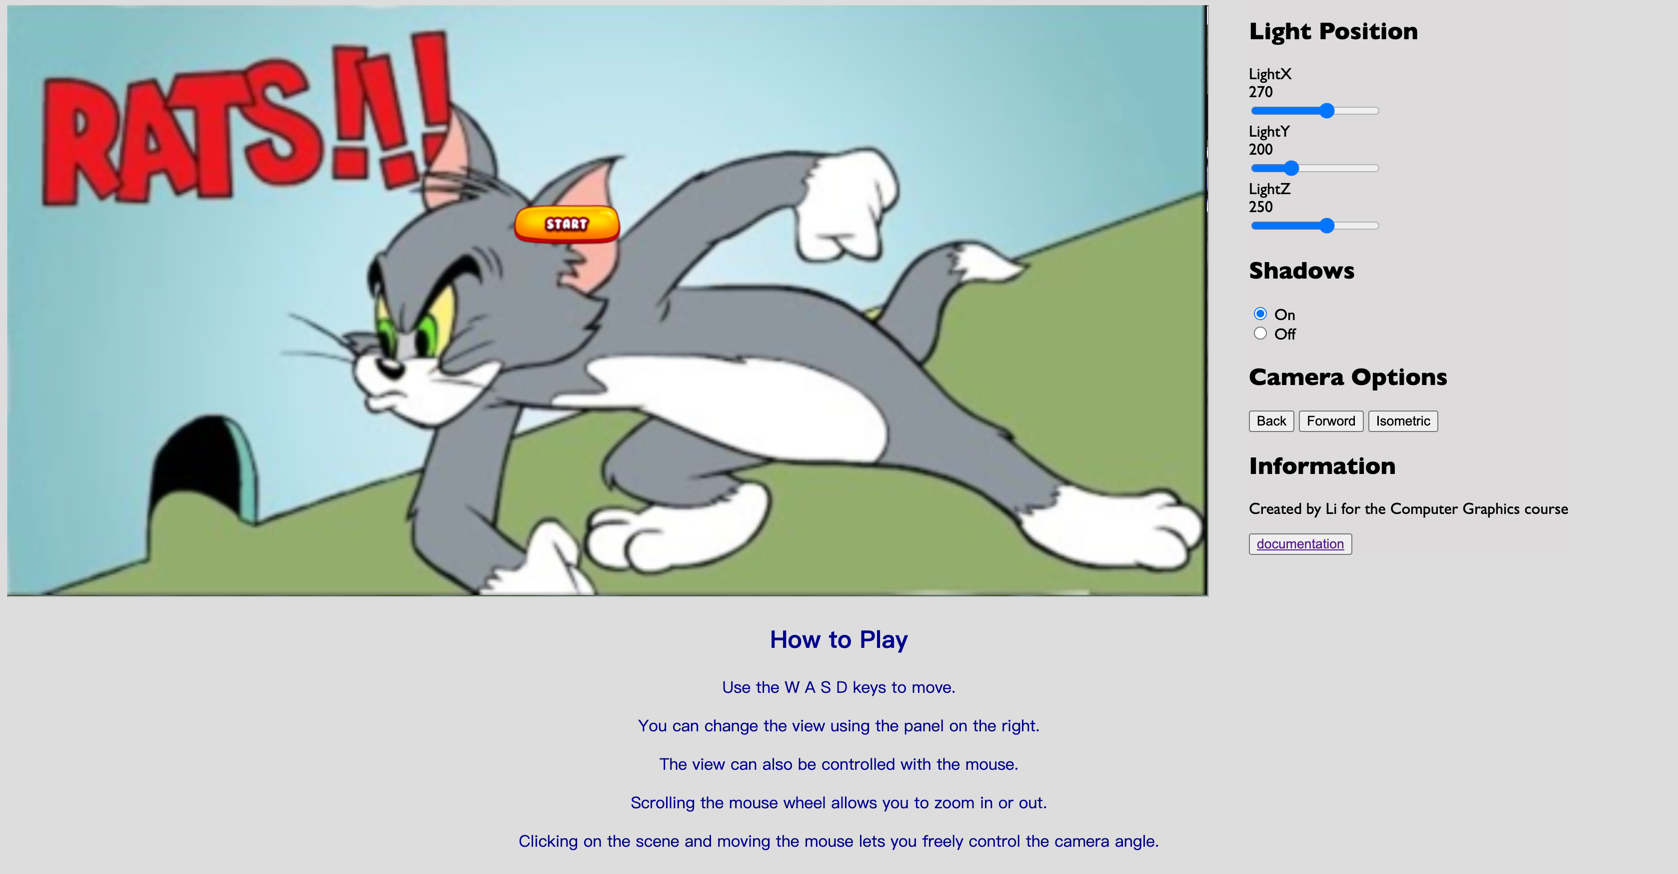 RATS!!!
START
Light Position
LightX
270
LightY
200
LightZ
250
Shadows
On
Off
Camera Options
Back Forword Isometric
Information
Created by Li for the Computer Graphics course
documentation
How to Play
Use the W A S D keys to move.
You can change the view using the panel on the right.
The view can also be controlled with the mouse.
Scrolling the mouse wheel allows you to zoom in or out.
Clicking on the scene and moving the mouse lets you freely control the camera angle.